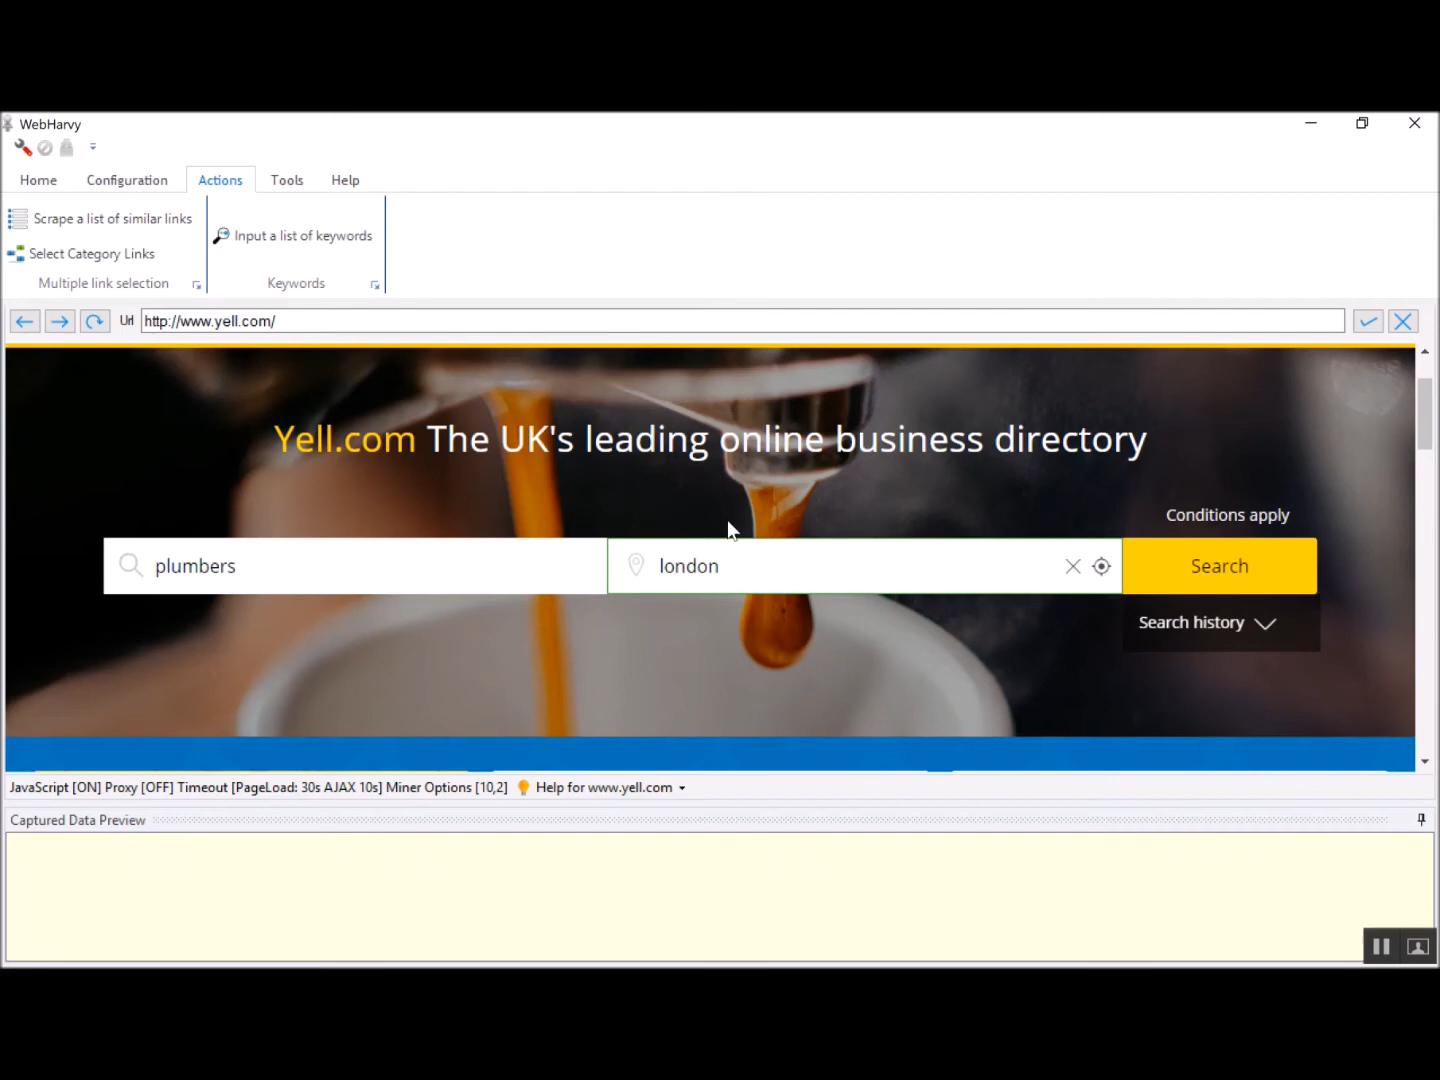 WebHarvy
Home Configuration Actions Tools Help
Scrape a list of similar links
Input a list of keywords
Select Category Links
Multiple link selection Keywords
Url http://www.yell.com/
Yell.com The UK's leading online business directory
Conditions apply
plumbers london Search
Search history
JavaScript [ON] Proxy [OFF] Timeout [PageLoad: 30s AJAX 10s] Miner Options [10,2] Help for www.yell.com
Captured Data Preview